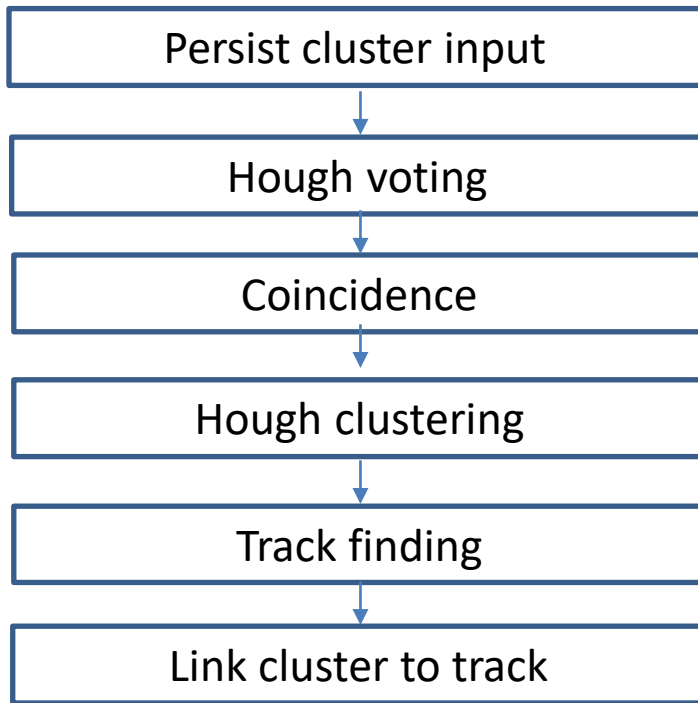 Persist cluster input
Hough voting
Coincidence
Hough clustering
Track finding
Link cluster to track